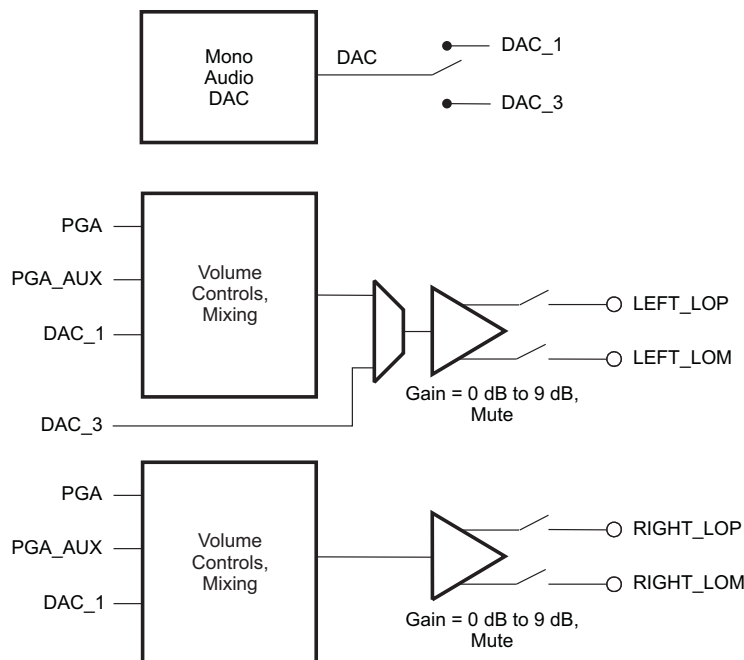 Mono
Audio
DAC
DAC
DAC_1
DAC_3
PGA
PGA_AUX
DAC_1
DAC_3
Volume
Controls,
Mixing
LEFT_LOP
LEFT_LOM
Gain = 0 dB to 9 dB,
Mute
PGA
PGA_AUX
DAC_1
Volume
Controls,
Mixing
RIGHT_LOP
RIGHT_LOM
Gain = 0 dB to 9 dB,
Mute